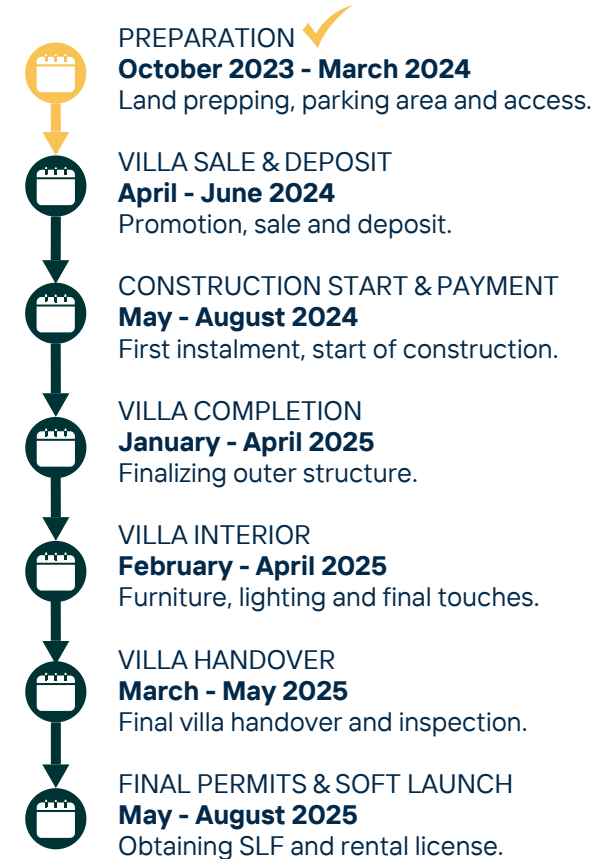 PREPARATION
October 2023 - March 2024
Land prepping, parking area and access.
VILLA SALE & DEPOSIT
April - June 2024
Promotion, sale and deposit.
CONSTRUCTION START & PAYMENT
May - August 2024
First instalment, start of construction.
VILLA COMPLETION
January - April 2025
Finalizing outer structure.
VILLA INTERIOR
February - April 2025
Furniture, lighting and final touches.
VILLA HANDOVER
March - May 2025
Final villa handover and inspection.
FINAL PERMITS & SOFT LAUNCH
May - August 2025
Obtaining SLF and rental license.